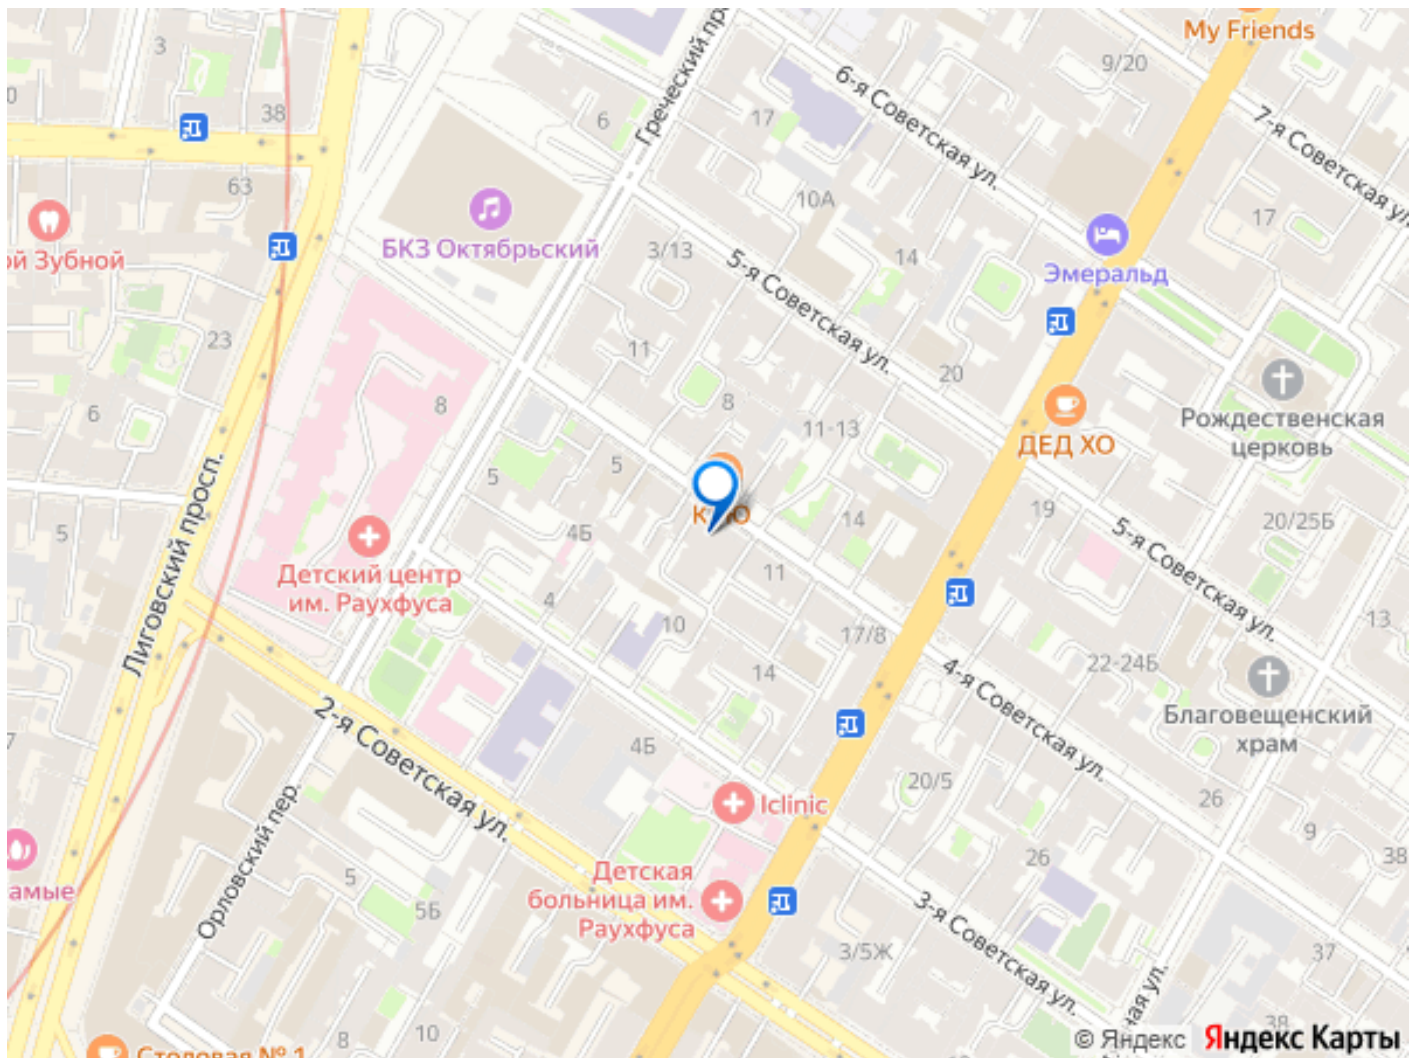 My Friends
3
9/20
6-я Советская ул.
38
6
17
Греческий
7-я Советская ул.
63
10А
17
БКЗ Октябрьский
3/13
14
Эмеральд
Зубной
5-я Советская ул.
23
11
20
8
8
6
Рождественская
церковь
11-13
ДЕД ХО
5
5
Лиговский просп.
5
4Б
14
19
20/25Б
5-я Советская ул.
Детский центр
им. Раухфуса
11
4
10
17/8
13
22-24Б
14
4-я Советская ул.
Благовещенский
храм
2-я Советская ул.
4Б
20/5
26
Iclinic
Орловский пер.
9
38
26
Детская
больница им.
Раухфуса
5
5Б
3-я Советская ул.
3/5Ж
37
38
8
10
Столовая № 1
© Яндекс Яндекс Карты